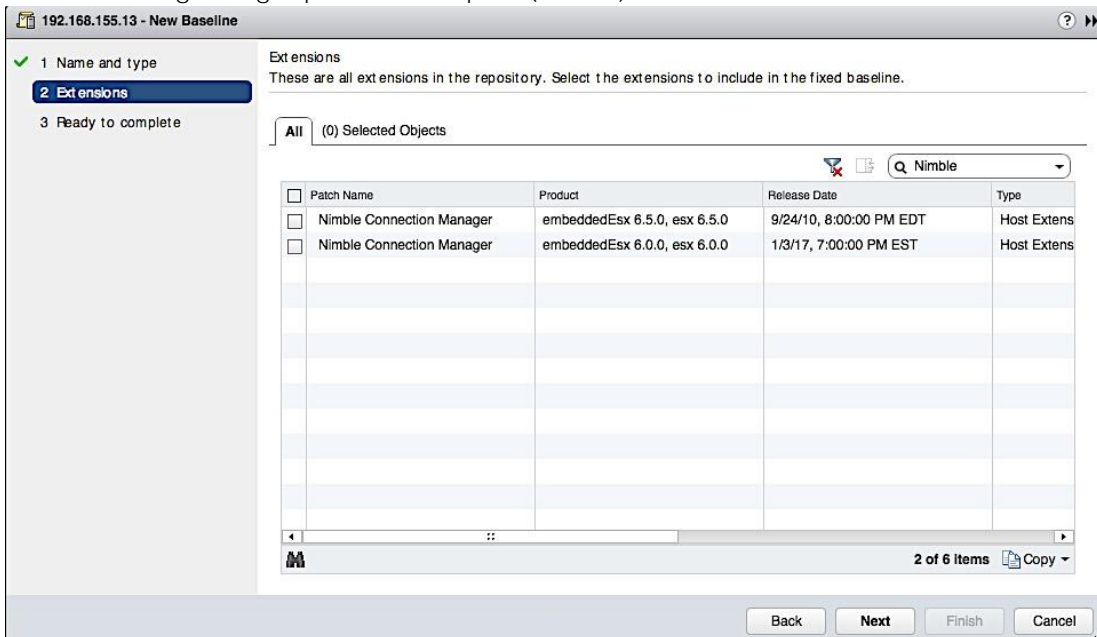 192.168.155.13 - New Baseline
1 Name and type
2 Extensions
3 Ready to complete
Extensions
These are all extensions in the repository. Select the extensions to include in the fixed baseline.
All (0) Selected Objects
Nimble
Patch Name Product Release Date Type
Nimble Connection Manager embeddedEsx 6.5.0, esx 6.5.0 9/24/10, 8:00:00 PM EDT Host Extens
Nimble Connection Manager embeddedEsx 6.0.0, esx 6.0.0 1/3/17, 7:00:00 PM EST Host Extens
2 of 6 items Copy
Back Next Finish Cancel